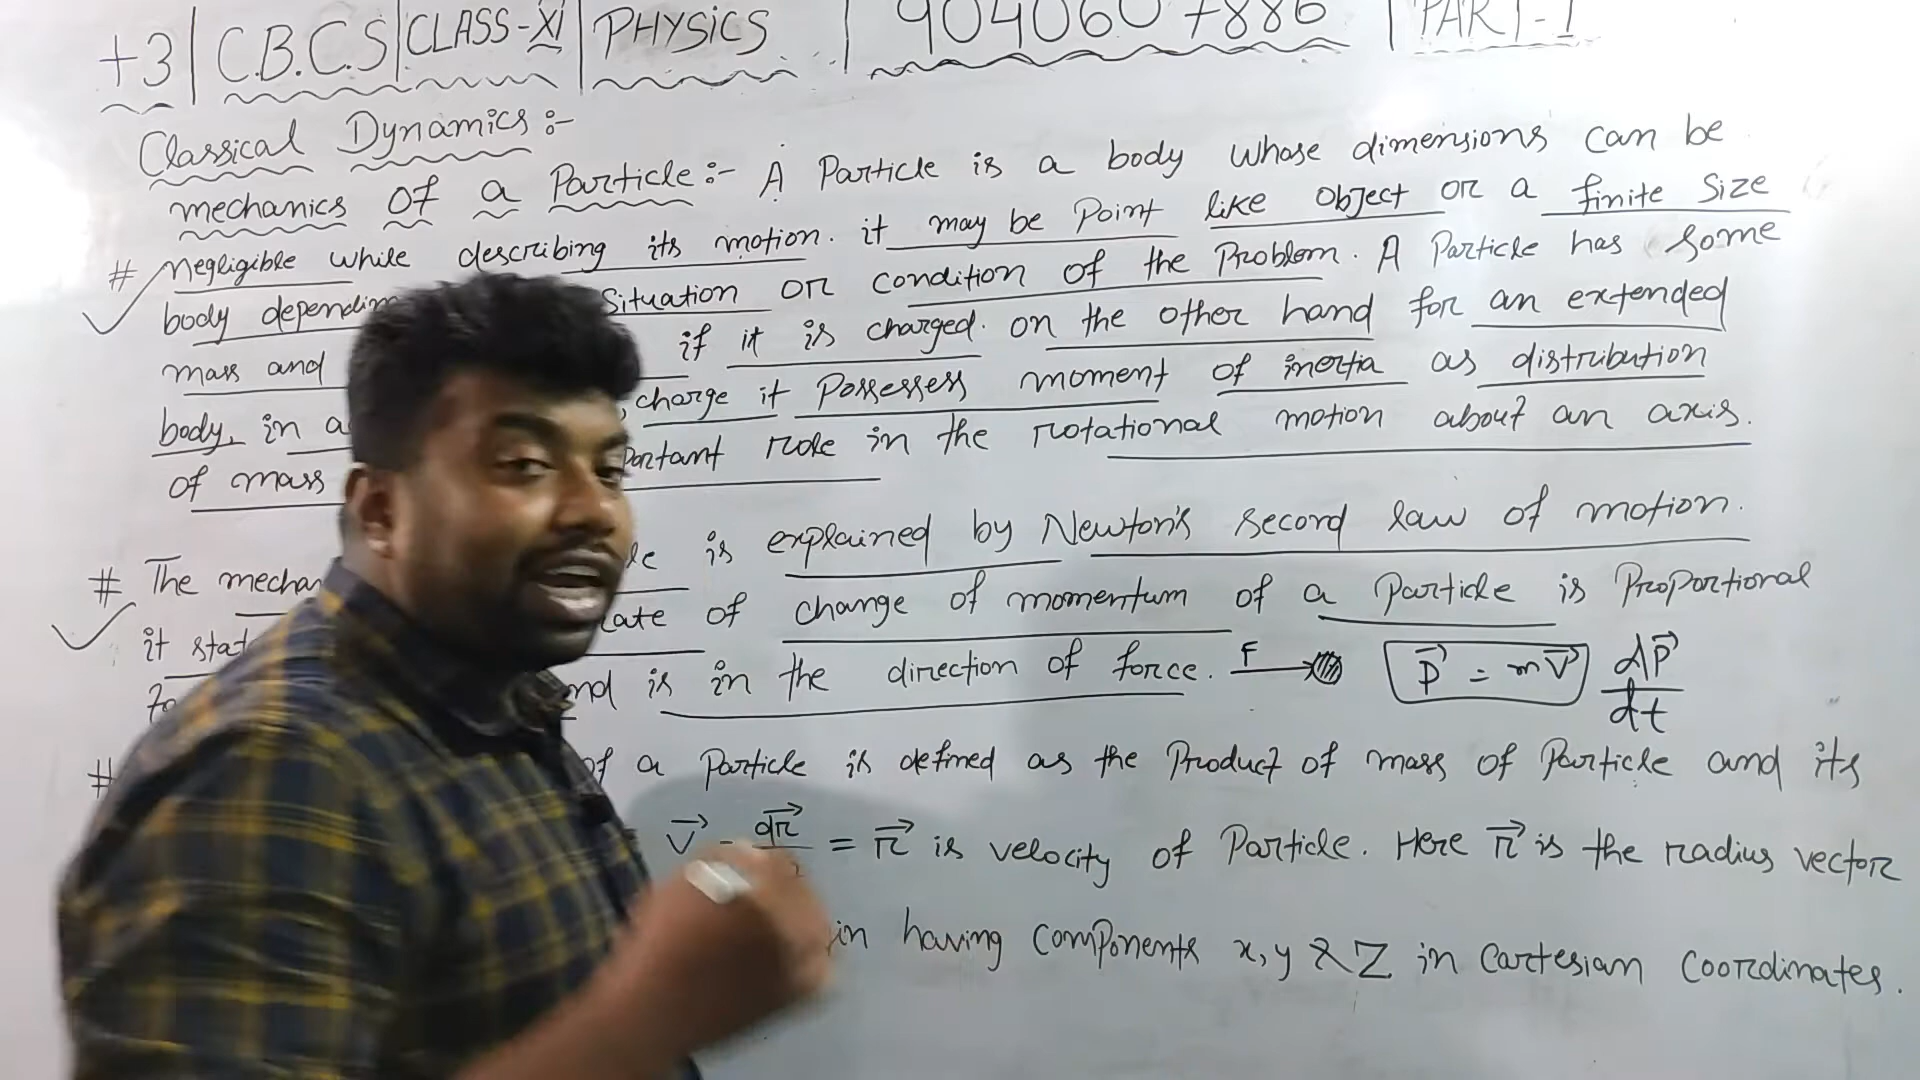 +3 | C.B.C.S | CLASS-XI | PHYSICS | 9040607886 | PART-1
Classical Dynamics:-
mechanics of a Particle:- A Particle is a body whose dimensions can be
# negligible while describing its motion. it may be Point like object or a finite size
body depending situation or condition of the Problem. A Particle has some
mass and if it is charged. on the other hand for an extended
body, in a , charge it Possessess moment of inertia as distribution
of mass portant role in the rotational motion about an axis.
# The mechan le is explained by Newton's second law of motion.
it stat rate of change of momentum of a Particle is Proportional
fo and is in the direction of force. F P⃗ = mv⃗ dP⃗/dt
# of a Particle is defined as the Product of mass of Particle and its
v⃗ = dr⃗ = r⃗ is velocity of Particle. Here r⃗ is the radius vector
in having components x, y & z in Cartesian coordinates.